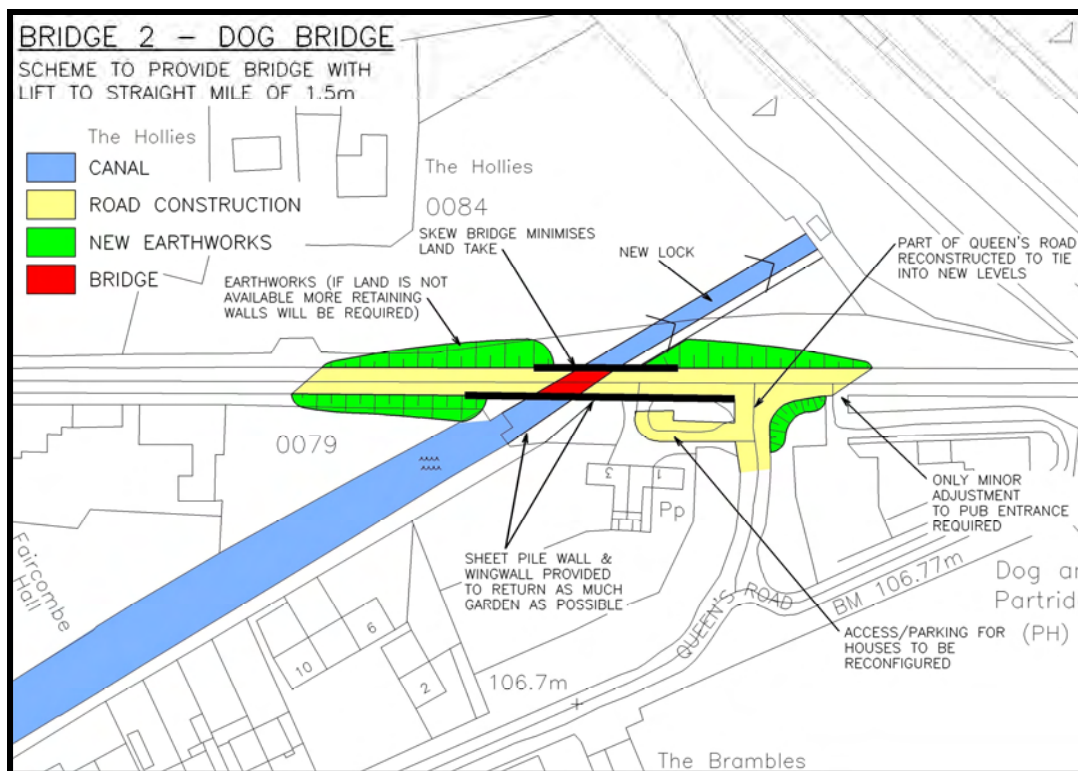 BRIDGE 2 – DOG BRIDGE
SCHEME TO PROVIDE BRIDGE WITH
LIFT TO STRAIGHT MILE OF 1.5m
The Hollies
CANAL
ROAD CONSTRUCTION
NEW EARTHWORKS
BRIDGE
The Hollies
0084
SKEW BRIDGE MINIMISES
LAND TAKE
NEW LOCK
PART OF QUEEN'S ROAD
RECONSTRUCTED TO TIE
INTO NEW LEVELS
EARTHWORKS (IF LAND IS NOT
AVAILABLE MORE RETAINING
WALLS WILL BE REQUIRED)
0079
3
1
Pp
ONLY MINOR
ADJUSTMENT
TO PUB ENTRANCE
REQUIRED
Faircombe
Hall
SHEET PILE WALL &
WINGWALL PROVIDED
TO RETURN AS MUCH
GARDEN AS POSSIBLE
QUEEN'S ROAD
BM 106.77m
Dog an
Partrid
(PH)
ACCESS/PARKING FOR
HOUSES TO BE
RECONFIGURED
10
6
2
106.7m
The Brambles